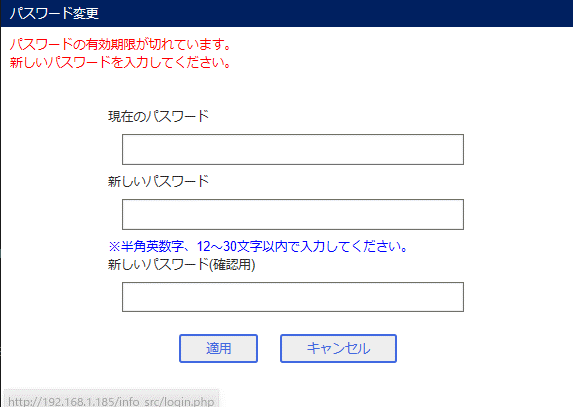 パスワード変更
パスワードの有効期限が切れています。
新しいパスワードを入力してください。
現在のパスワード
新しいパスワード
※半角英数字、12～30文字以内で入力してください。
新しいパスワード(確認用)
適用 キャンセル
http://192.168.1.185/info_src/login.php